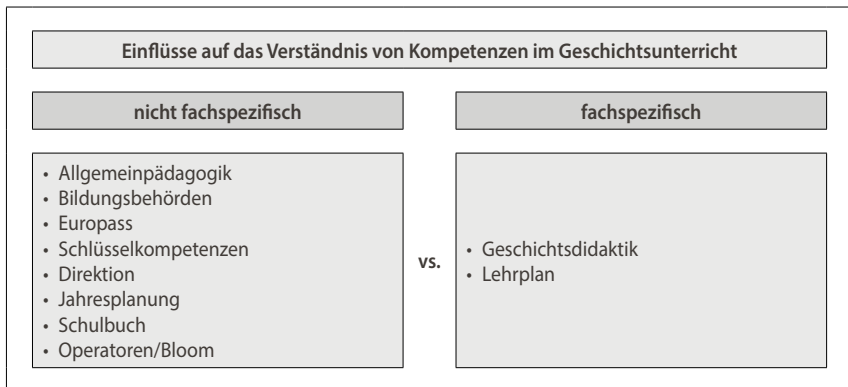 Einflüsse auf das Verständnis von Kompetenzen im Geschichtsunterricht
nicht fachspezifisch
• Allgemeinpädagogik
• Bildungsbehörden
• Europass
• Schlüsselkompetenzen
• Direktion
• Jahresplanung
• Schulbuch
• Operatoren/Bloom
vs.
fachspezifisch
• Geschichtsdidaktik
• Lehrplan